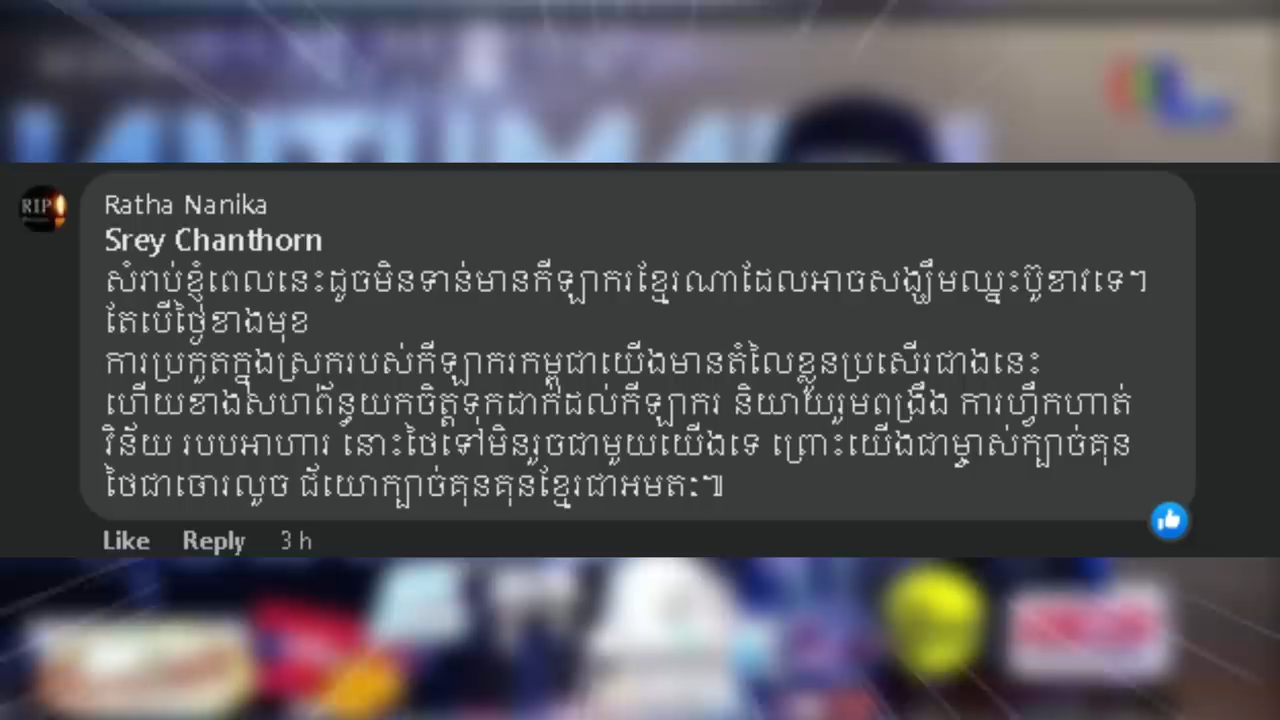 RIP
Ratha Nanika
Srey Chanthorn
សំរាប់ខ្ញុំពេលនេះដូចមិនទាន់មានកីឡាករខ្មែរណាដែលអាចសង្ឃឹមឈ្នះប៊ូខាវទេៗ
តែបើថ្ងៃខាងមុខ
ការប្រកួតក្នុងស្រករបស់កីឡាករកម្ពុជាយើងមានតំលៃខ្លួនប្រសើរជាងនេះ
ហើយខាងសហព័ន្ធយកចិត្តទុកដាក់ដល់កីឡាករ និយាយរួមពង្រឹង ការហ្វឹកហាត់
វិន័យ របបអាហារ នោះថៃទៅមិនរួចជាមួយយើងទេ ព្រោះយើងជាម្ចាស់ក្បាច់គុន
ថៃជាចោរលួច ជ័យោក្បាច់គុនគុនខ្មែរជាអមតៈ៕
Like Reply 3 h